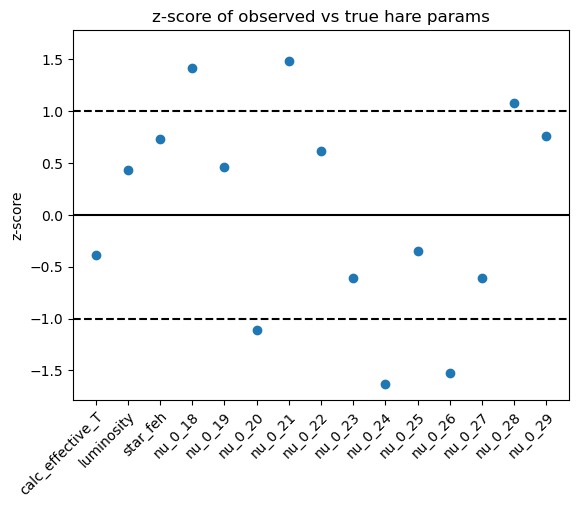 z-score of observed vs true hare params
z-score
1.5
1.0
0.5
0.0
−0.5
−1.0
−1.5
calc_effective_T
luminosity
star_feh
nu_0_18
nu_0_19
nu_0_20
nu_0_21
nu_0_22
nu_0_23
nu_0_24
nu_0_25
nu_0_26
nu_0_27
nu_0_28
nu_0_29